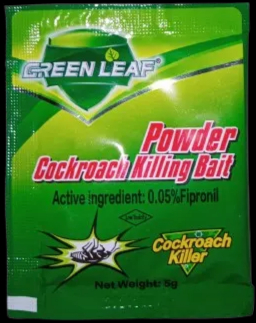 GREEN LEAF®
Powder
Cockroach Killing Bait
Active Ingredient: 0.05%Fipronil
Cockroach
Killer
Net Weight: 5g